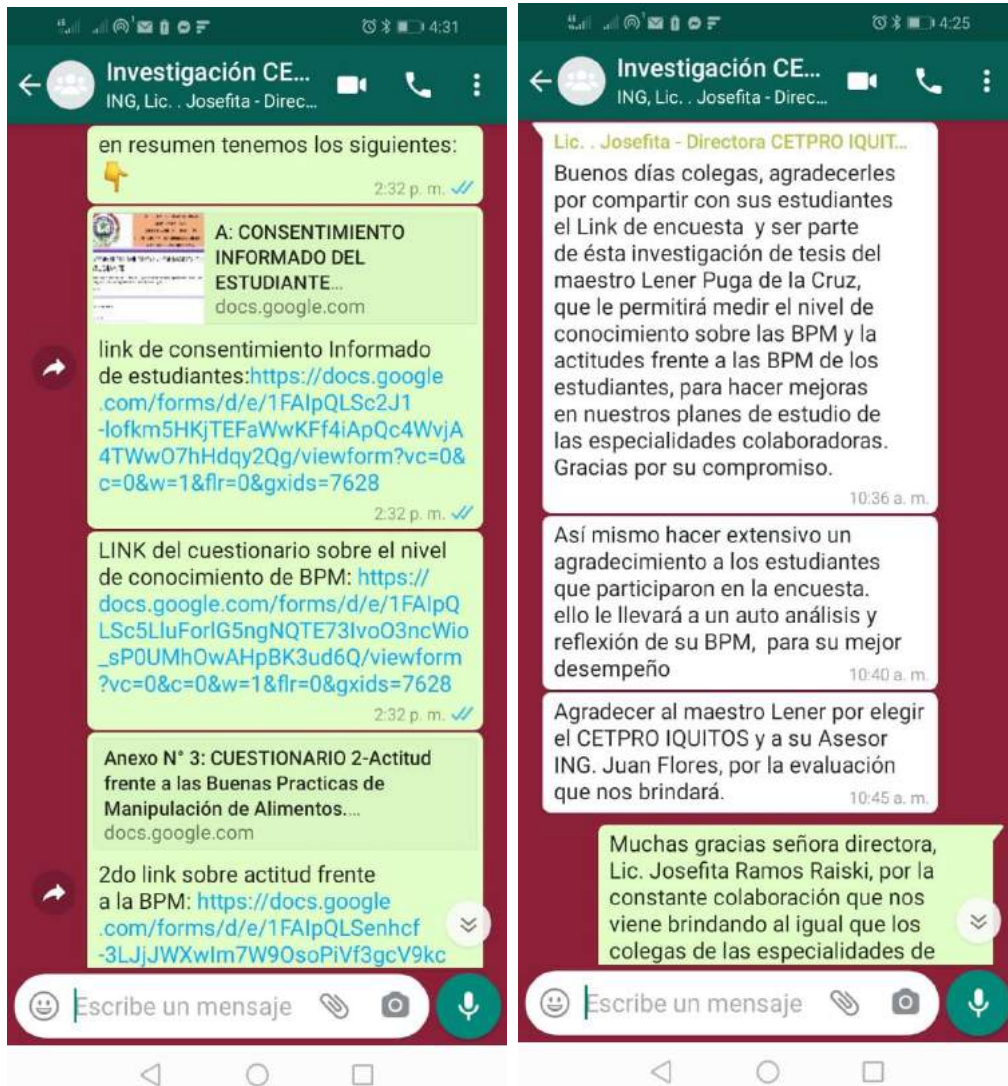 4:31
Investigación CE...
ING, Lic. . Josefita - Direc...
en resumen tenemos los siguientes:
👇
2:32 p. m.
A: CONSENTIMIENTO
INFORMADO DEL
ESTUDIANTE...
docs.google.com
link de consentimiento Informado
de estudiantes:https://docs.google
.com/forms/d/e/1FAIpQLSc2J1
-lofkm5HKjTEFaWwKFf4iApQc4WvjA
4TWwO7hHdqy2Qg/viewform?vc=0&
c=0&w=1&flr=0&gxids=7628
2:32 p. m.
LINK del cuestionario sobre el nivel
de conocimiento de BPM: https://
docs.google.com/forms/d/e/1FAIpQ
LSc5LluForlG5ngNQTE73IvoO3ncWio
_sP0UMhOwAHpBK3ud6Q/viewform
?vc=0&c=0&w=1&flr=0&gxids=7628
2:32 p. m.
Anexo N° 3: CUESTIONARIO 2-Actitud
frente a las Buenas Practicas de
Manipulación de Alimentos....
docs.google.com
2do link sobre actitud frente
a la BPM: https://docs.google
.com/forms/d/e/1FAIpQLSenhcf
-3LJjJWXwIm7W9OsoPiVf3gcV9kc
Escribe un mensaje
4:25
Investigación CE...
ING, Lic. . Josefita - Direc...
Lic. . Josefita - Directora CETPRO IQUIT...
Buenos días colegas, agradecerles
por compartir con sus estudiantes
el Link de encuesta y ser parte
de ésta investigación de tesis del
maestro Lener Puga de la Cruz,
que le permitirá medir el nivel de
conocimiento sobre las BPM y la
actitudes frente a las BPM de los
estudiantes, para hacer mejoras
en nuestros planes de estudio de
las especialidades colaboradoras.
Gracias por su compromiso.
10:36 a. m.
Así mismo hacer extensivo un
agradecimiento a los estudiantes
que participaron en la encuesta.
ello le llevará a un auto análisis y
reflexión de su BPM, para su mejor
desempeño
10:40 a. m.
Agradecer al maestro Lener por elegir
el CETPRO IQUITOS y a su Asesor
ING. Juan Flores, por la evaluación
que nos brindará.
10:45 a. m.
Muchas gracias señora directora,
Lic. Josefita Ramos Raiski, por la
constante colaboración que nos
viene brindando al igual que los
colegas de las especialidades de
Escribe un mensaje